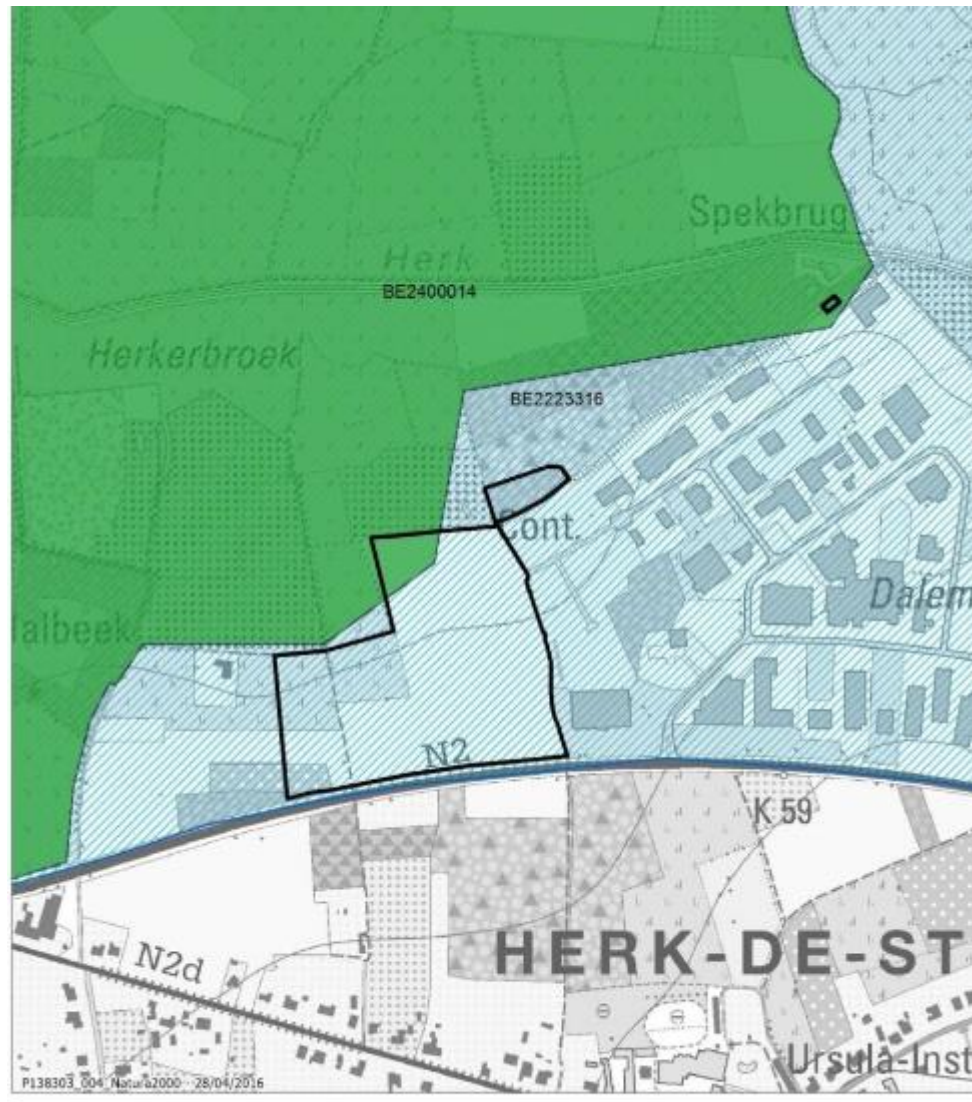 Spekbrug
Herk
BE2400014
Herkerbroek
BE2223316
Cont.
Dalem
albeek
N2
K 59
HERK-DE-ST
N2d
Ursula-Inst
P138303_004_Natura2000 28/04/2016